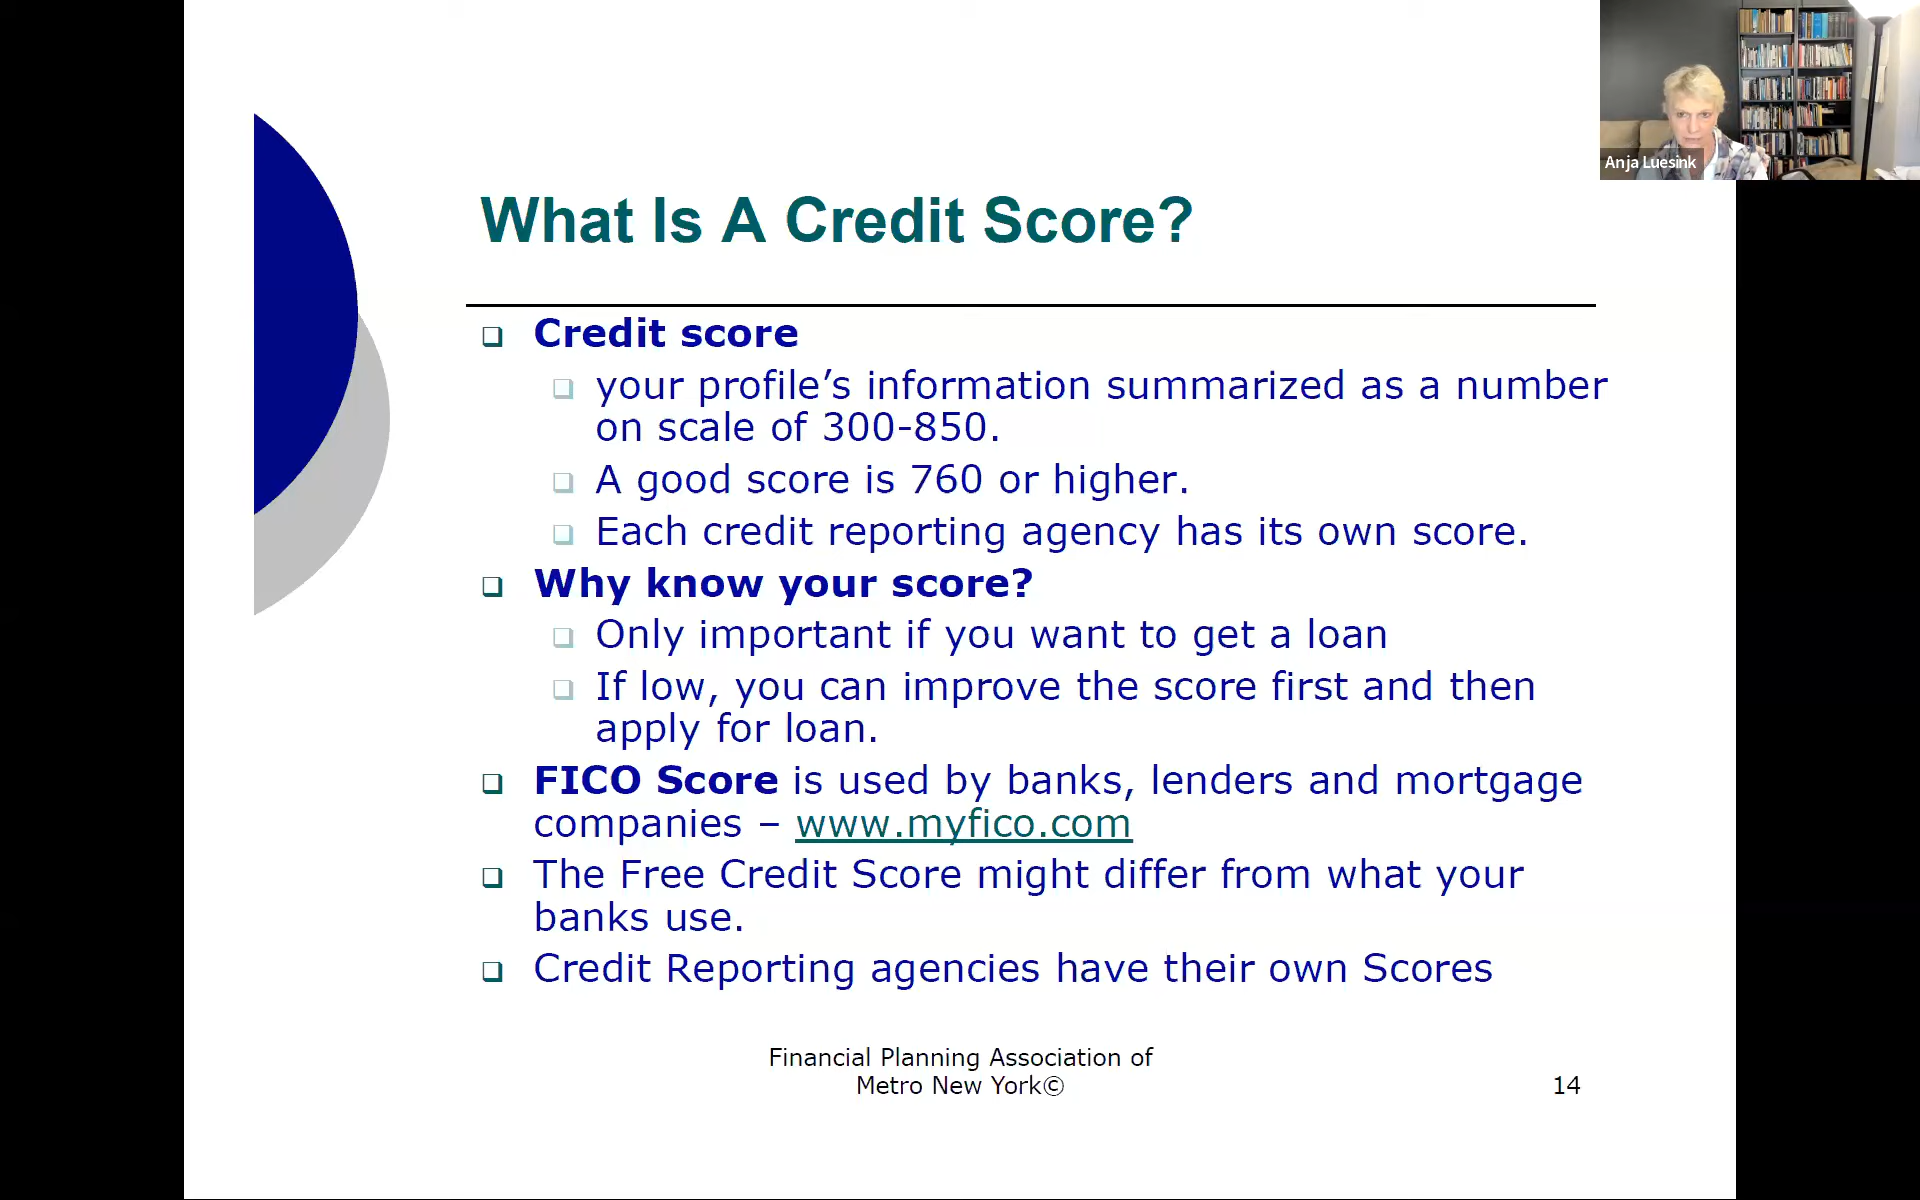 Anja Luesink
What Is A Credit Score?
Credit score
your profile’s information summarized as a number
on scale of 300-850.
A good score is 760 or higher.
Each credit reporting agency has its own score.
Why know your score?
Only important if you want to get a loan
If low, you can improve the score first and then
apply for loan.
FICO Score is used by banks, lenders and mortgage
companies – www.myfico.com
The Free Credit Score might differ from what your
banks use.
Credit Reporting agencies have their own Scores
Financial Planning Association of
Metro New York©
14